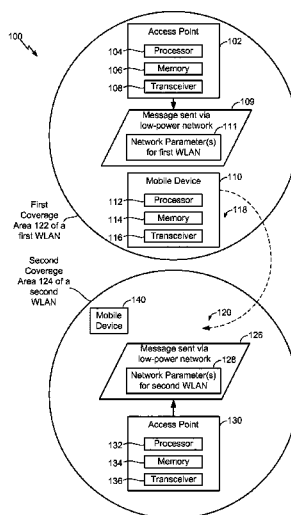 100
Access Point
102
104
Processor
106
Memory
108
Transceiver
109
Message sent via
low-power network
111
Network Parameter(s)
for first WLAN
110
Mobile Device
112
Processor
114
Memory
118
116
Transceiver
First Coverage
Area 122 of a
first WLAN
Second
Coverage
Area 124 of a
second
WLAN
140
Mobile
Device
120
126
Message sent via
low-power network
128
Network Parameter(s)
for second WLAN
130
Access Point
132
Processor
134
Memory
136
Transceiver